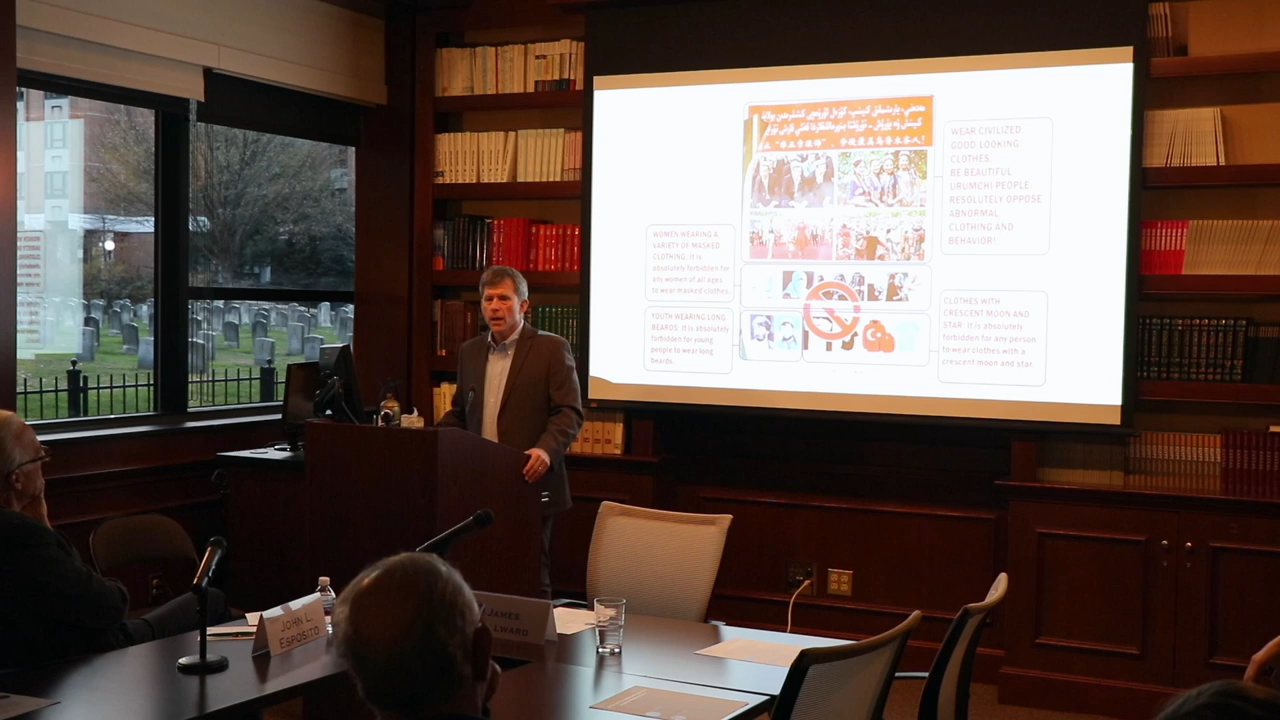 WEAR CIVILIZED,
GOOD LOOKING
CLOTHES.
BE BEAUTIFUL
URUMCHI PEOPLE.
RESOLUTELY OPPOSE
ABNORMAL
CLOTHING AND
BEHAVIOR!
WOMEN WEARING A
VARIETY OF MASKED
CLOTHING. It is
absolutely forbidden for
any women of all Ages
to wear masked clothes.
YOUTH WEARING LONG
BEARDS. It is absolutely
forbidden for young
people to wear long
beards.
CLOTHES WITH
CRESCENT MOON AND
STAR. It is absolutely
forbidden for any person
to wear clothes with a
crescent moon and star.
JOHN L.
ESPOSITO
JAMES
LWARD